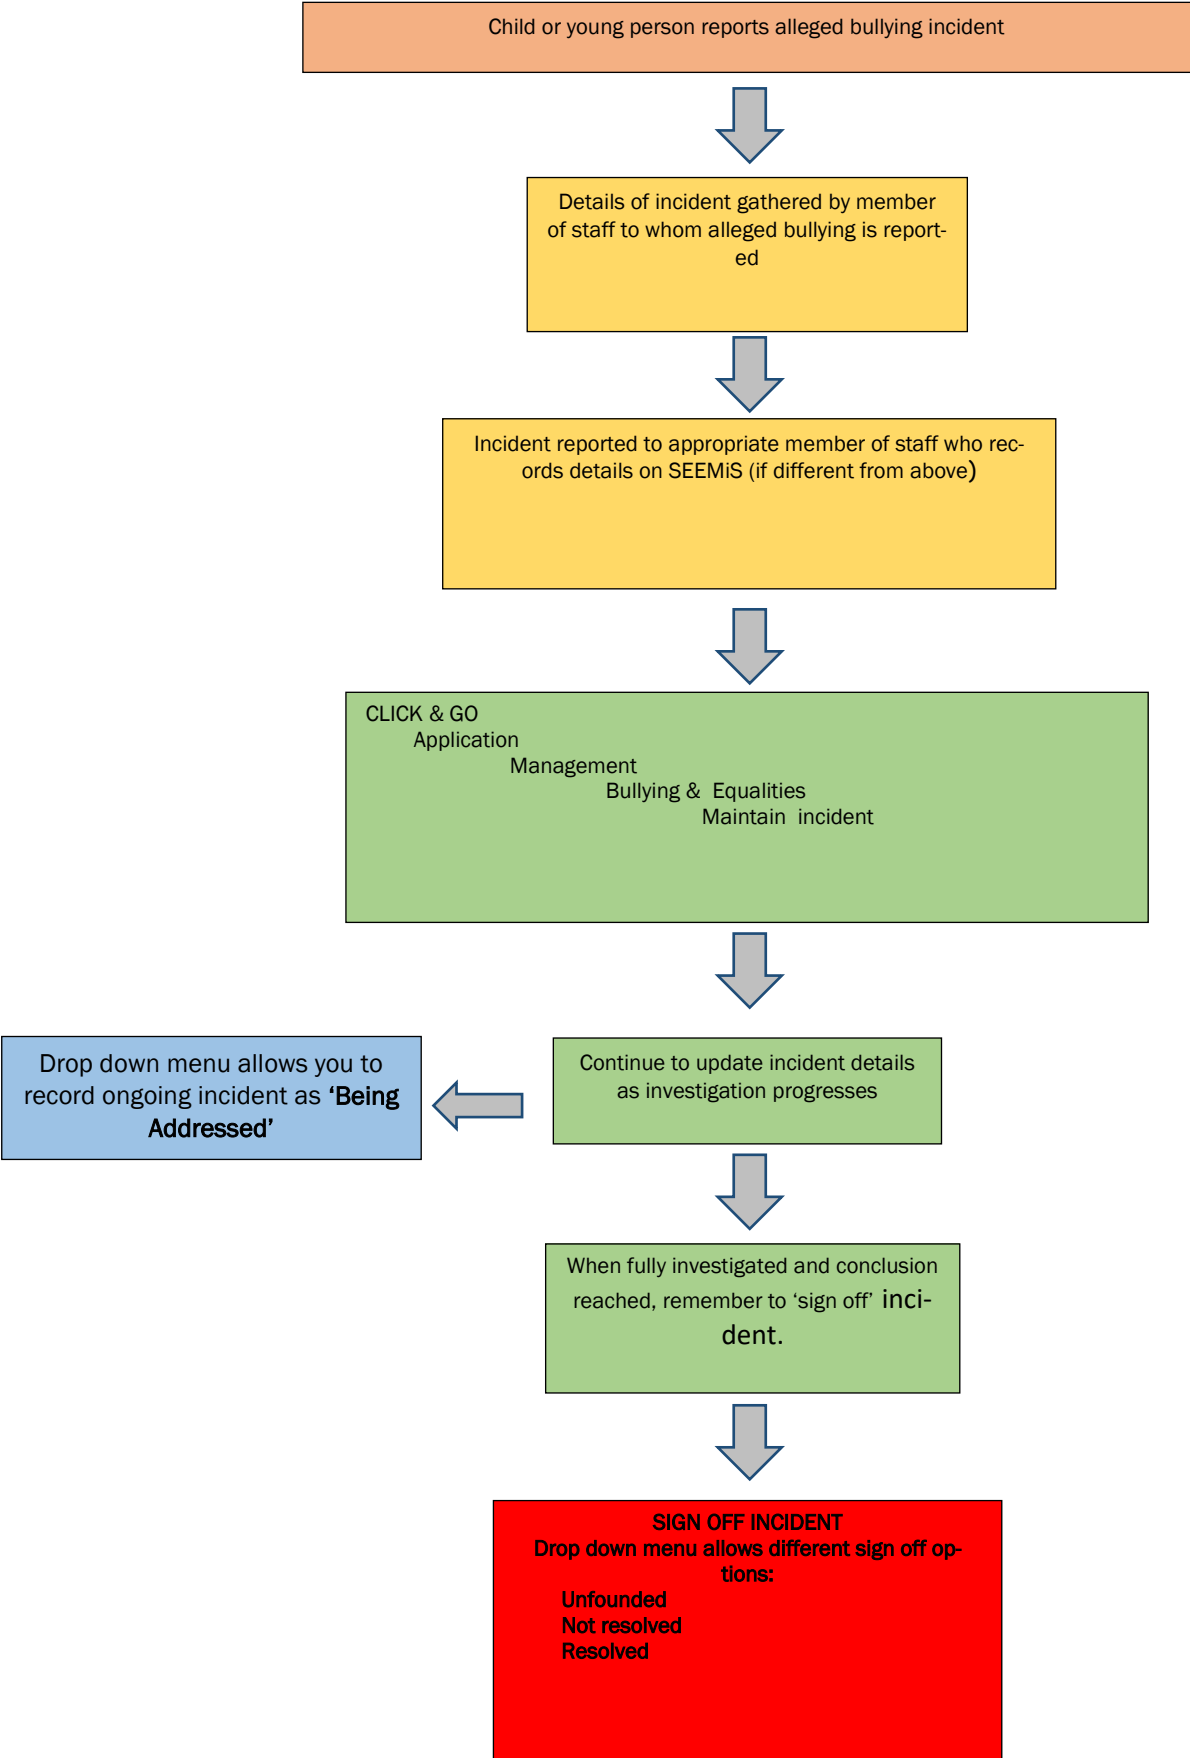 Child or young person reports alleged bullying incident
Details of incident gathered by member
of staff to whom alleged bullying is report-
ed
Incident reported to appropriate member of staff who rec-
ords details on SEEMiS (if different from above)
CLICK & GO
Application
Management
Bullying & Equalities
Maintain incident
Drop down menu allows you to
record ongoing incident as ‘Being
Addressed’
Continue to update incident details
as investigation progresses
When fully investigated and conclusion
reached, remember to ‘sign off’ inci-
dent.
SIGN OFF INCIDENT
Drop down menu allows different sign off op-
tions:
Unfounded
Not resolved
Resolved